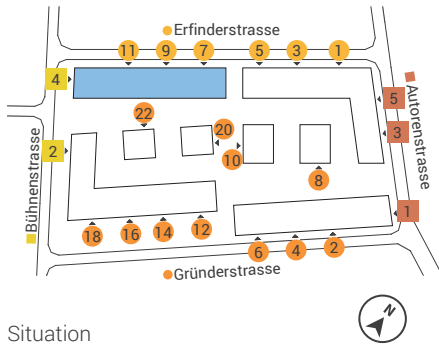 Erfinderstrasse
11 9 7 5 3 1
4
5
22
20
3
2
10
Autorenstrasse
8
Bühnenstrasse
1
18 16 14 12
6 4 2
Gründerstrasse
N
Situation